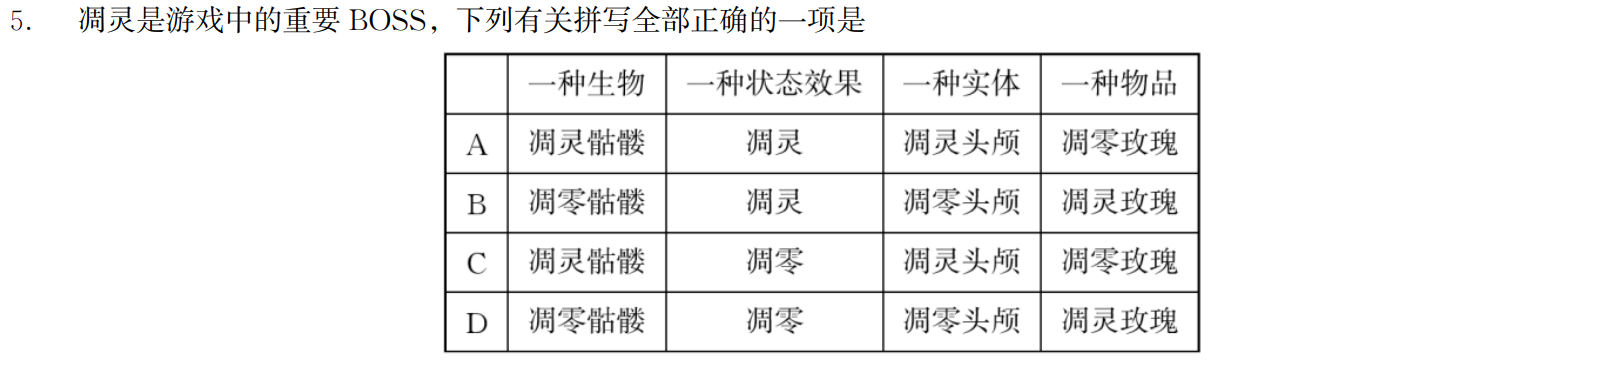 5. 凋灵是游戏中的重要 BOSS，下列有关拼写全部正确的一项是
一种生物 一种状态效果 一种实体 一种物品
A 凋灵骷髅 凋灵 凋灵头颅 凋零玫瑰
B 凋零骷髅 凋灵 凋零头颅 凋灵玫瑰
C 凋灵骷髅 凋零 凋灵头颅 凋零玫瑰
D 凋零骷髅 凋零 凋零头颅 凋灵玫瑰